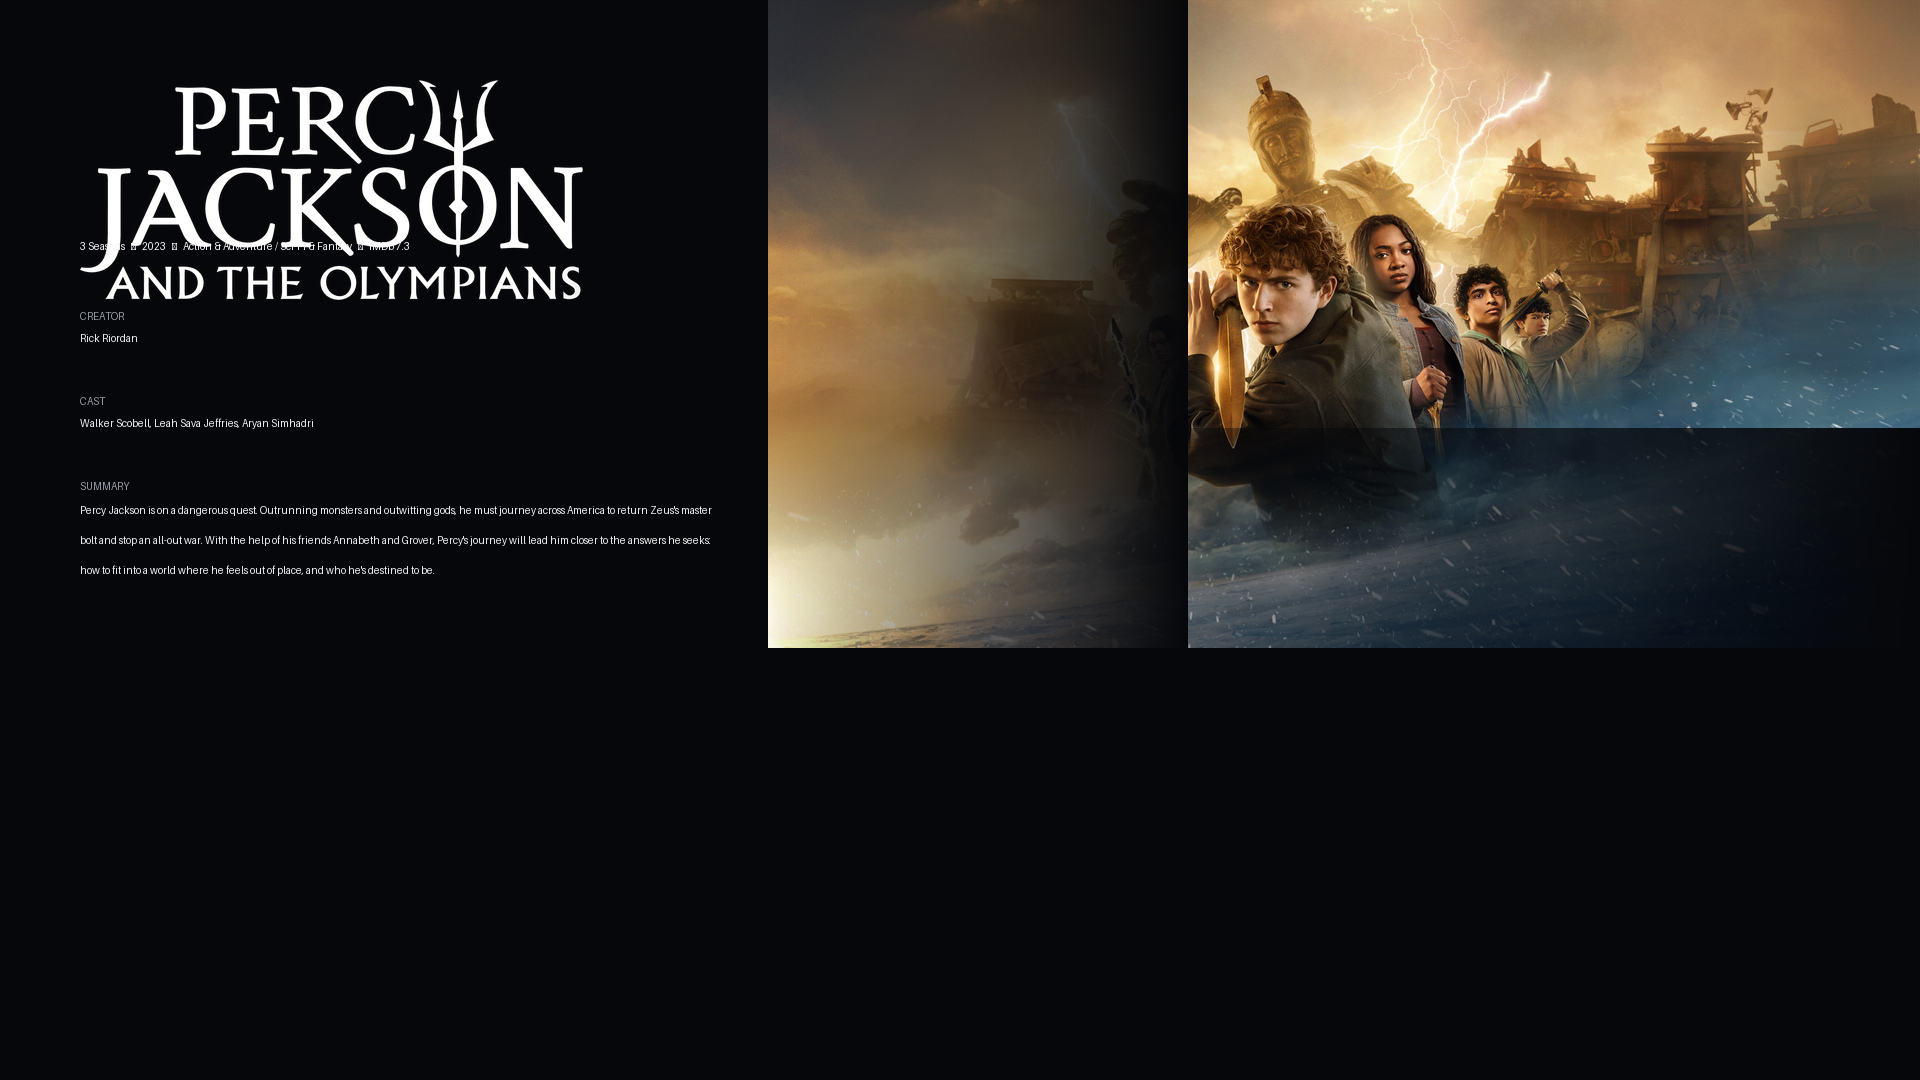 PERCY
JACKSON
AND THE OLYMPIANS
3 Seasons 2023 Action & Adventure / Sci-Fi & Fantasy IMDb 7.3
CREATOR
Rick Riordan
CAST
Walker Scobell, Leah Sava Jeffries, Aryan Simhadri
SUMMARY
Percy Jackson is on a dangerous quest. Outrunning monsters and outwitting gods, he must journey across America to return Zeus's master
bolt and stop an all-out war. With the help of his friends Annabeth and Grover, Percy's journey will lead him closer to the answers he seeks:
how to fit into a world where he feels out of place, and who he's destined to be.